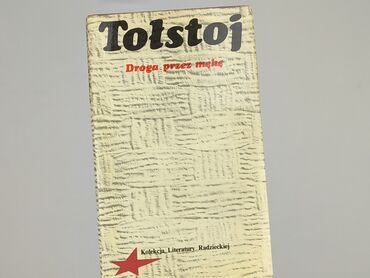 Tołstoj
Droga przez mękę
Kolekcja Literatury Radzieckiej